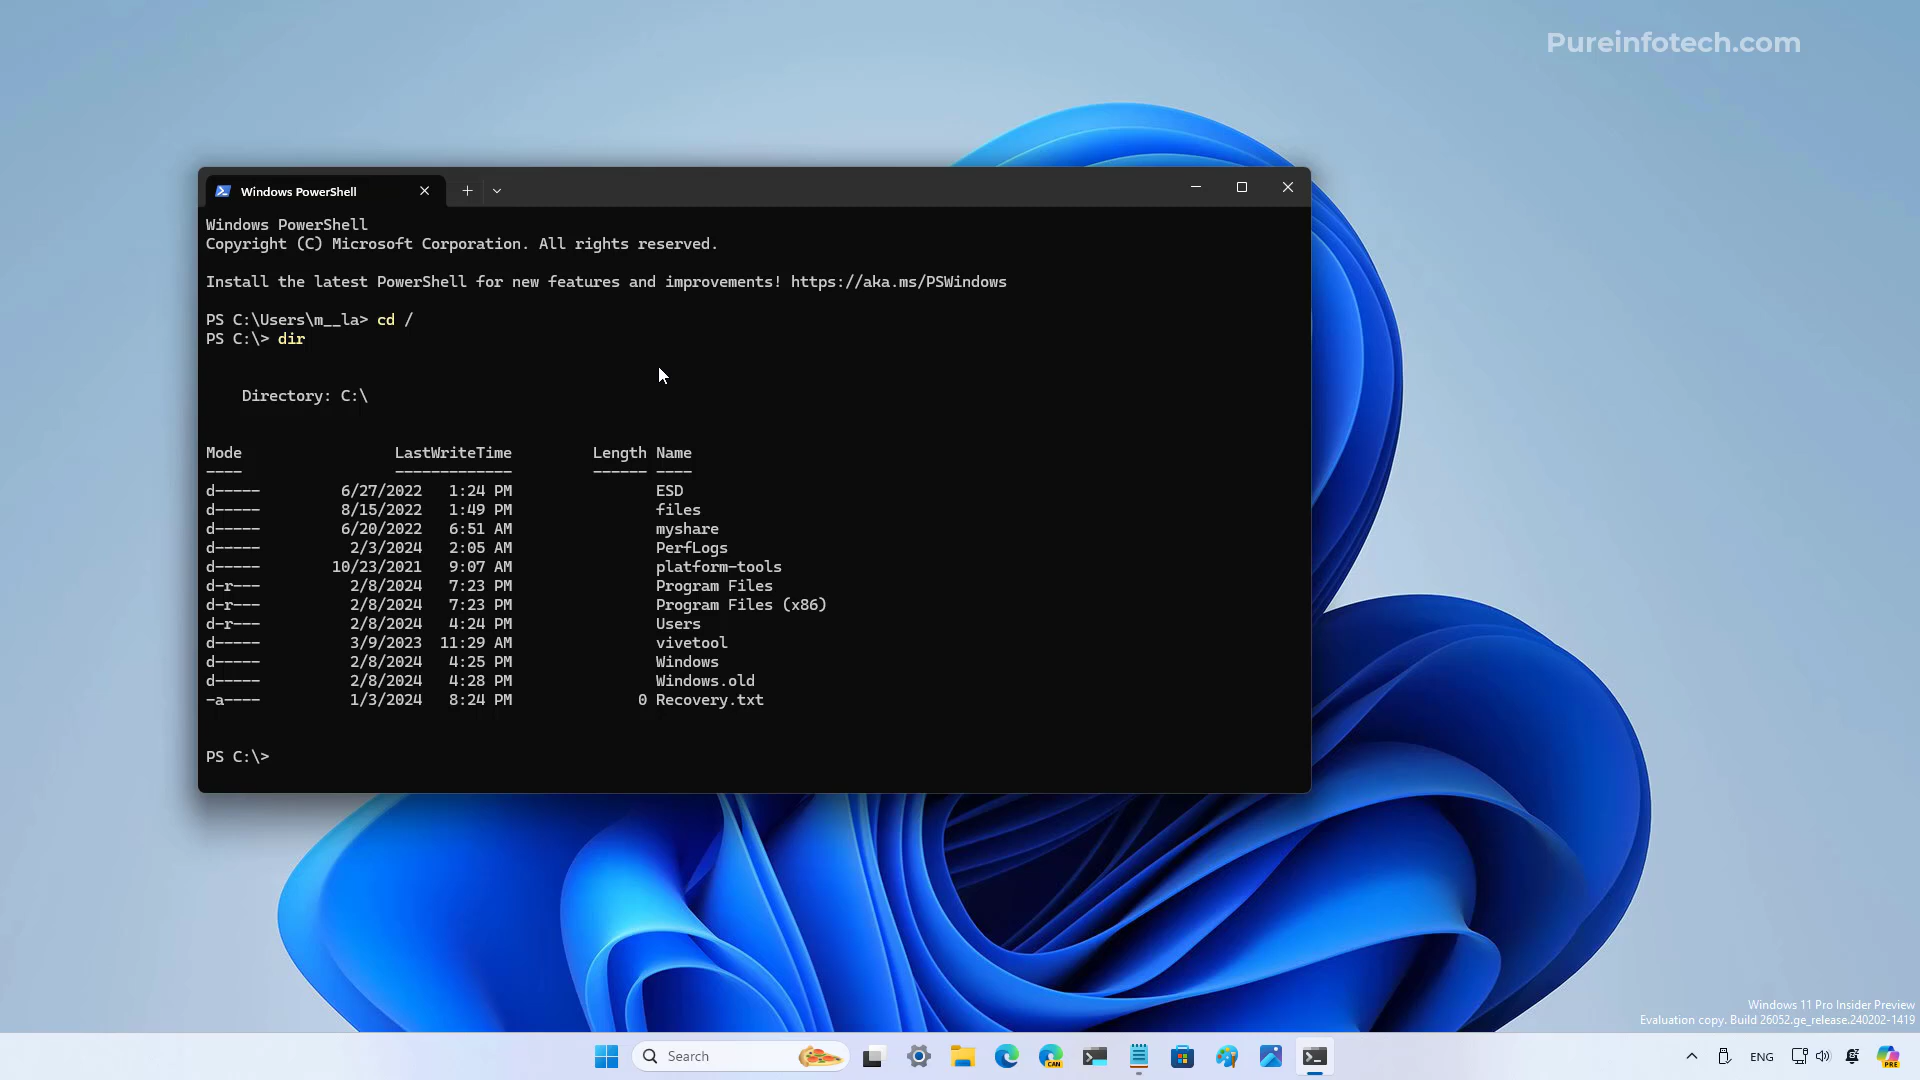 Pureinfotech.com
Windows PowerShell
Windows PowerShell
Copyright (C) Microsoft Corporation. All rights reserved.
Install the latest PowerShell for new features and improvements! https://aka.ms/PSWindows
PS C:\Users\m__la> cd /
PS C:\> dir
Directory: C:\
Mode                 LastWriteTime         Length Name
----                 -------------         ------ ----
d-----         6/27/2022   1:24 PM                ESD
d-----         8/15/2022   1:49 PM                files
d-----         6/20/2022   6:51 AM                myshare
d-----          2/3/2024   2:05 AM                PerfLogs
d-----        10/23/2021   9:07 AM                platform-tools
d-r---          2/8/2024   7:23 PM                Program Files
d-r---          2/8/2024   7:23 PM                Program Files (x86)
d-r---          2/8/2024   4:24 PM                Users
d-----          3/9/2023  11:29 AM                vivetool
d-----          2/8/2024   4:25 PM                Windows
d-----          2/8/2024   4:28 PM                Windows.old
-a----          1/3/2024   8:24 PM              0 Recovery.txt
PS C:\>
Windows 11 Pro Insider Preview
Evaluation copy. Build 26052.ge_release.240202-1419
Search
CAN
ENG
PRE